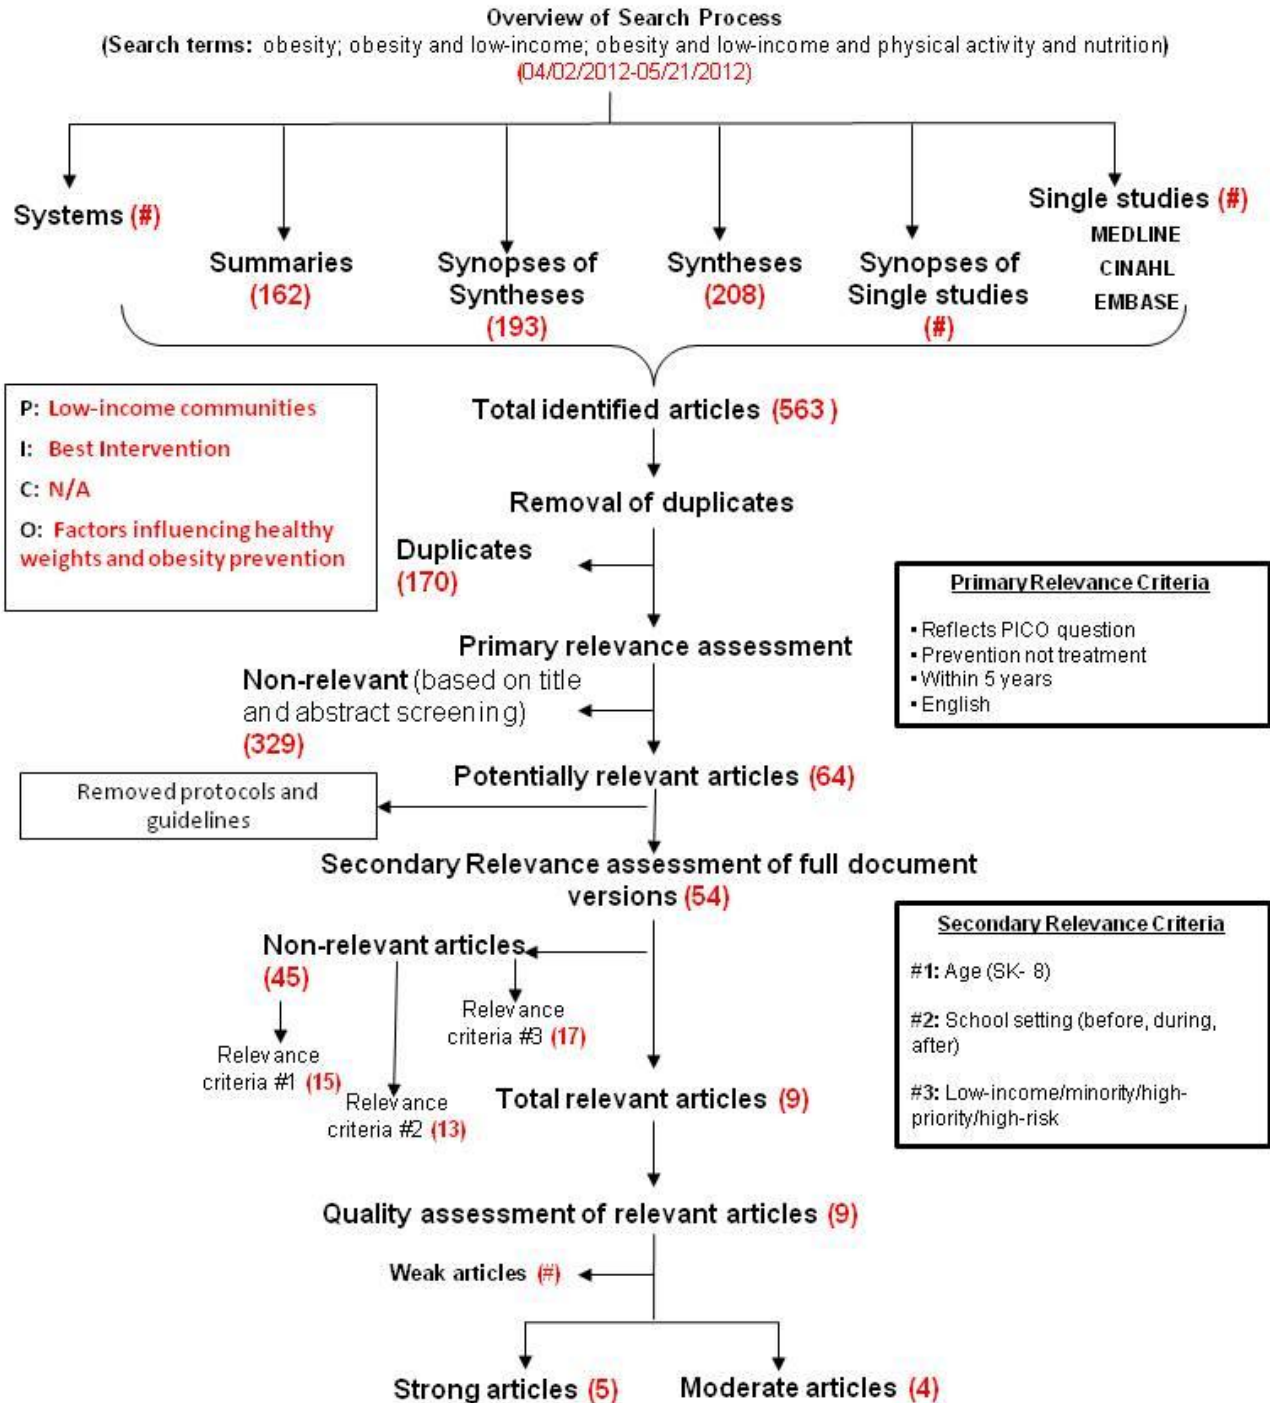 Overview of Search Process
(Search terms: obesity; obesity and low-income; obesity and low-income and physical activity and nutrition)
(04/02/2012-05/21/2012)
Systems (#)
Summaries
(162)
Synopses of
Syntheses
(193)
Syntheses
(208)
Synopses of
Single studies
(#)
Single studies (#)
MEDLINE
CINAHL
EMBASE
P: Low-income communities
I: Best Intervention
C: N/A
O: Factors influencing healthy
weights and obesity prevention
Total identified articles (563 )
Removal of duplicates
Duplicates
(170)
Primary relevance assessment
Primary Relevance Criteria
▪ Reflects PICO question
▪ Prevention not treatment
▪ Within 5 years
▪ English
Non-relevant (based on title
and abstract screening)
(329)
Potentially relevant articles (64)
Removed protocols and
guidelines
Secondary Relevance assessment of full document
versions (54)
Non-relevant articles
(45)
Relevance
criteria #1 (15)
Relevance
criteria #2 (13)
Relevance
criteria #3 (17)
Secondary Relevance Criteria
#1: Age (SK- 8)
#2: School setting (before, during,
after)
#3: Low-income/minority/high-
priority/high-risk
Total relevant articles (9)
Quality assessment of relevant articles (9)
Weak articles (#)
Strong articles (5)
Moderate articles (4)